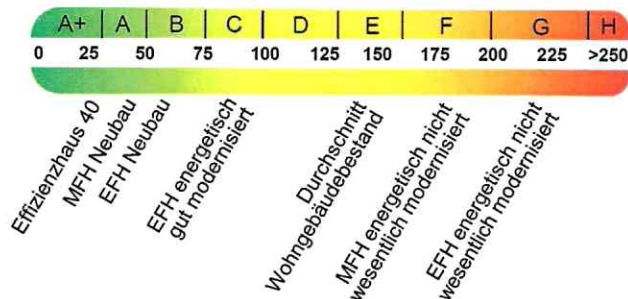 A+ A B C D E F G H
0 25 50 75 100 125 150 175 200 225 >250
Effizienzhaus 40
MFH Neubau
EFH Neubau
EFH energetisch
gut modernisiert
Durchschnitt
Wohngebäudebestand
MFH energetisch nicht
wesentlich modernisiert
EFH energetisch nicht
wesentlich modernisiert